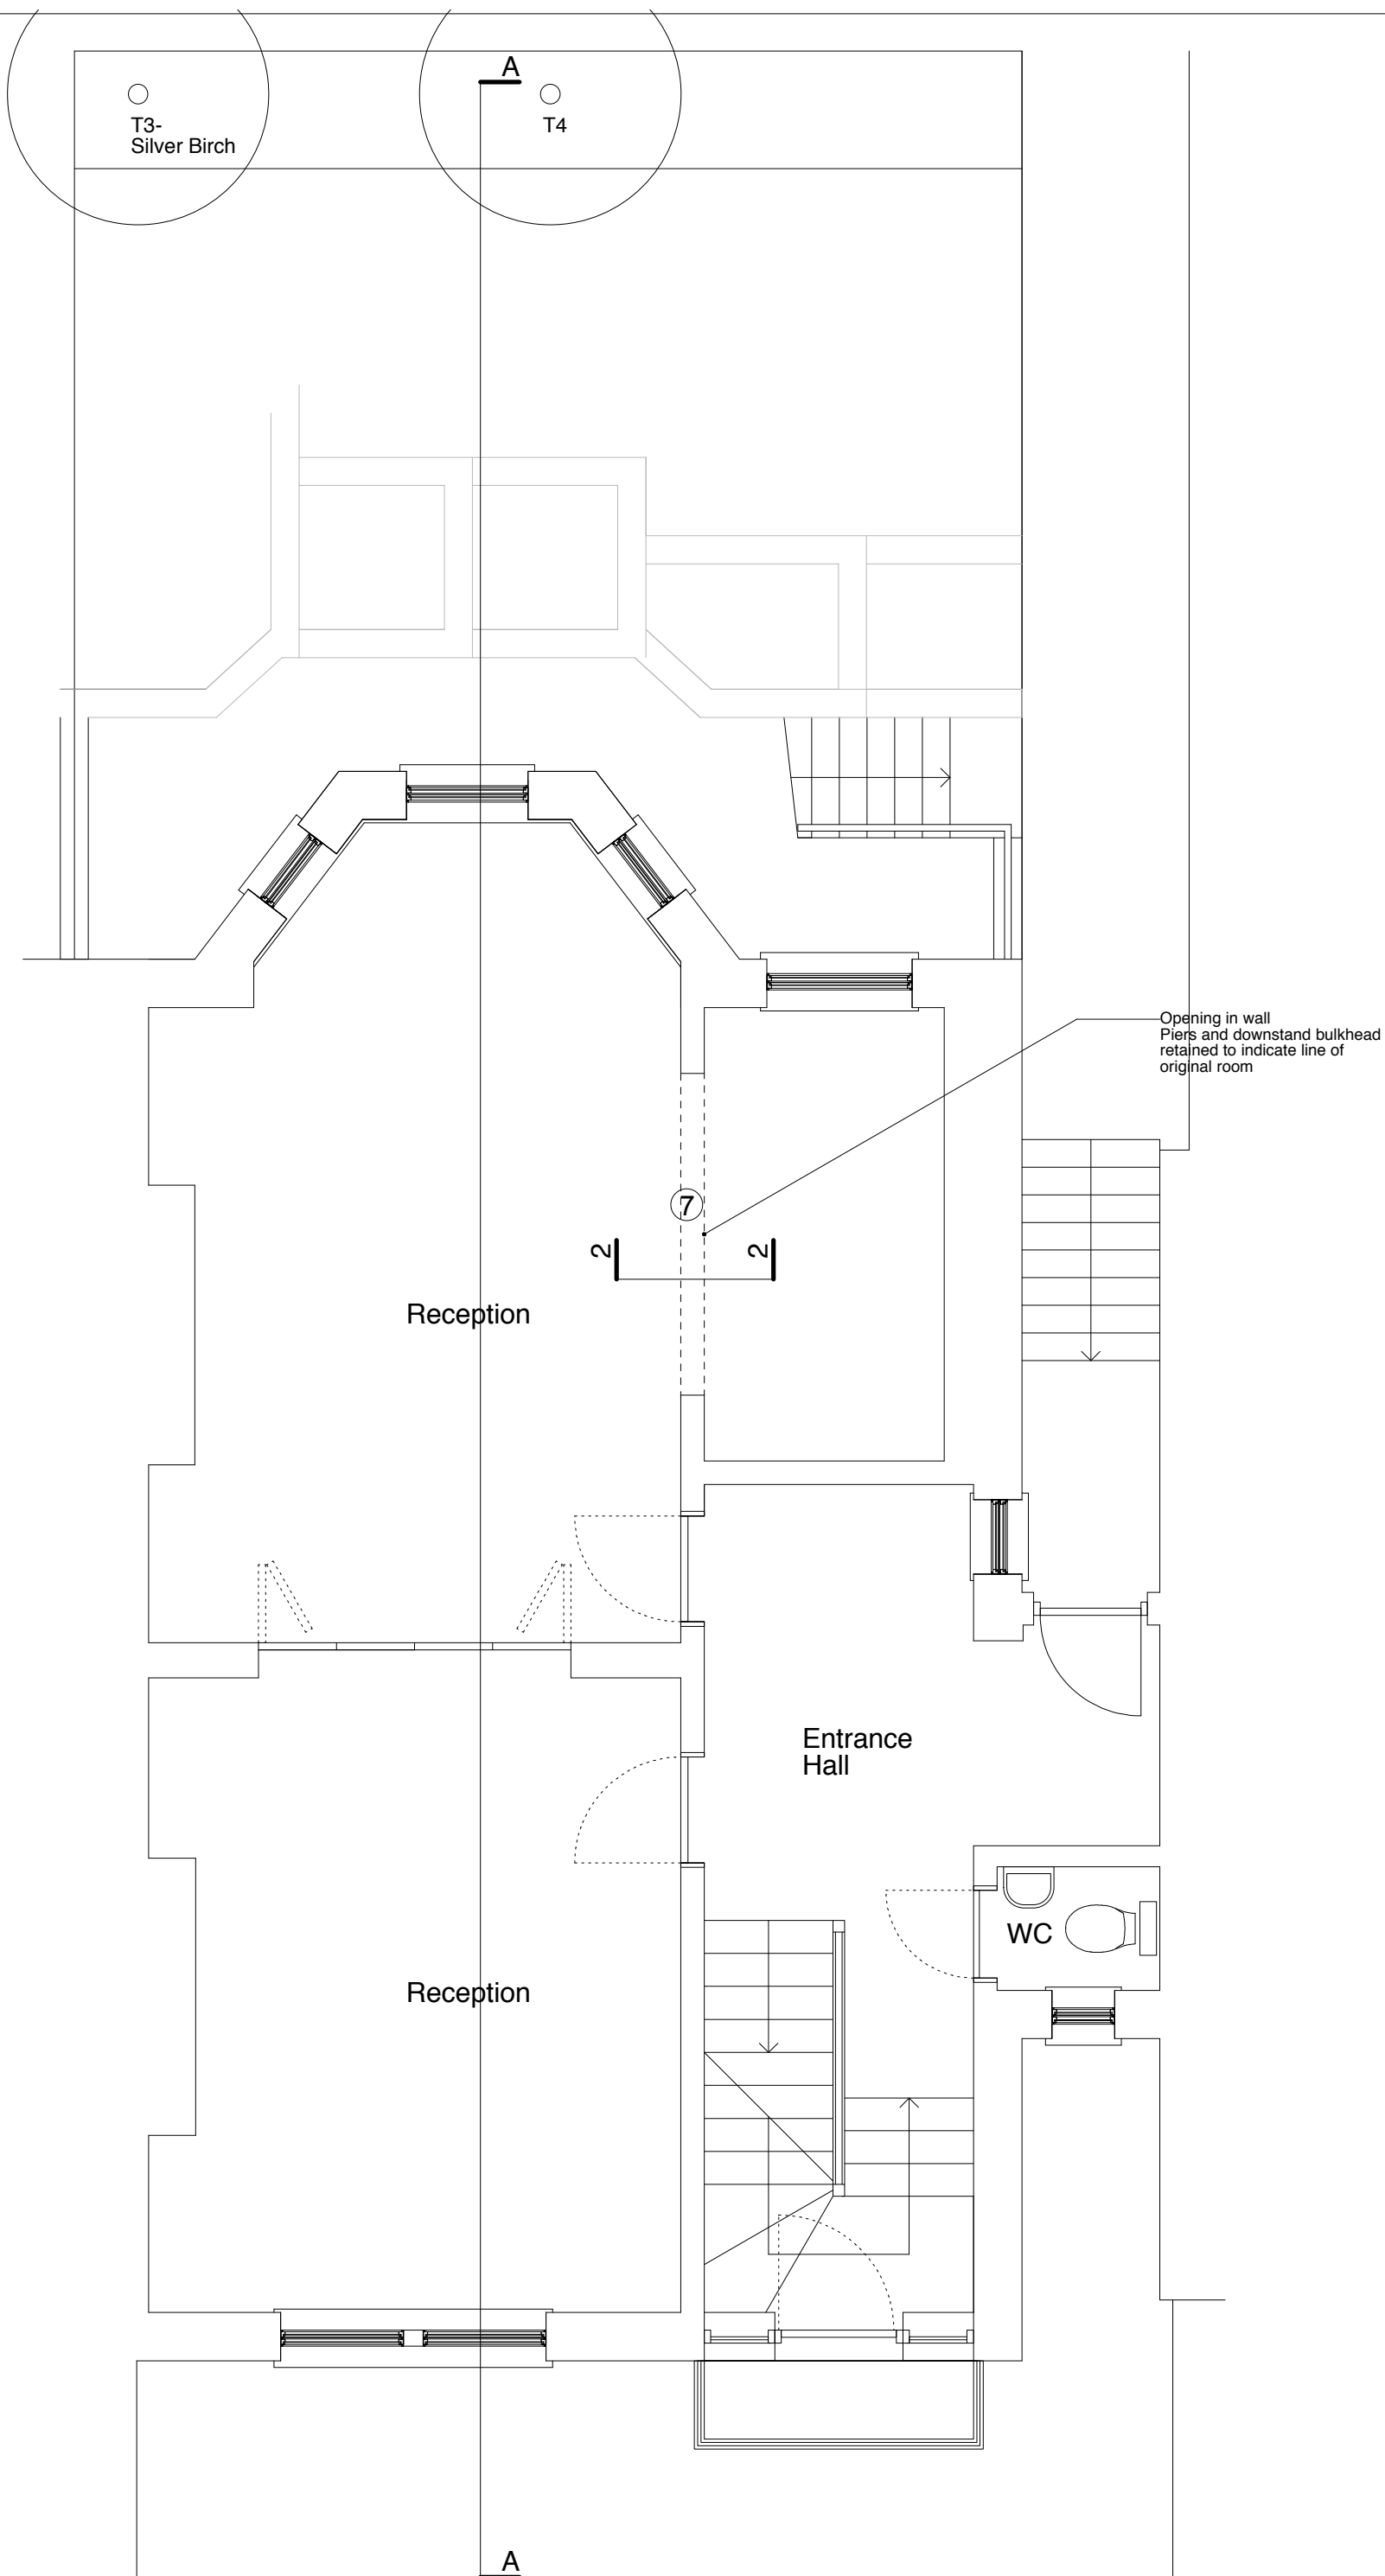 A
T3-
Silver Birch
T4
Opening in wall
Piers and downstand bulkhead
retained to indicate line of
original room
7
2
2
Reception
Entrance
Hall
WC
Reception
A